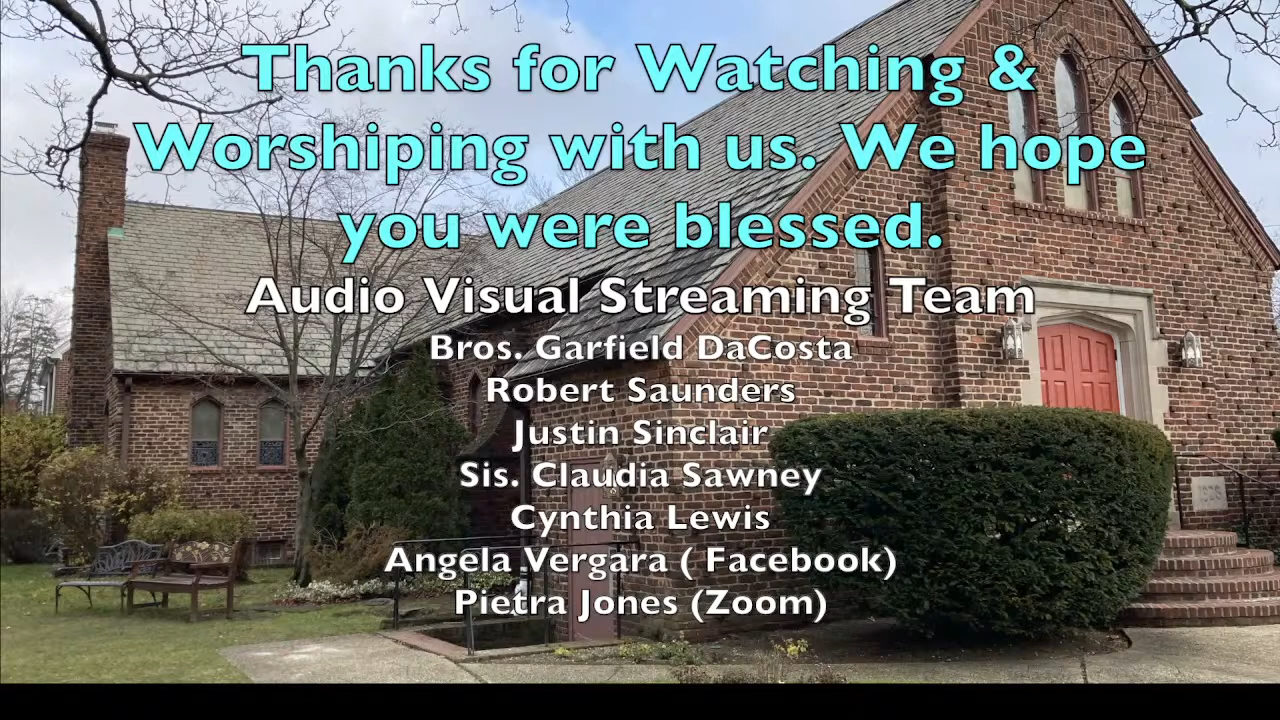 Thanks for Watching &
Worshiping with us. We hope
you were blessed.
Audio Visual Streaming Team
Bros. Garfield DaCosta
Robert Saunders
Justin Sinclair
Sis. Claudia Sawney
Cynthia Lewis
Angela Vergara ( Facebook)
Pietra Jones (Zoom)